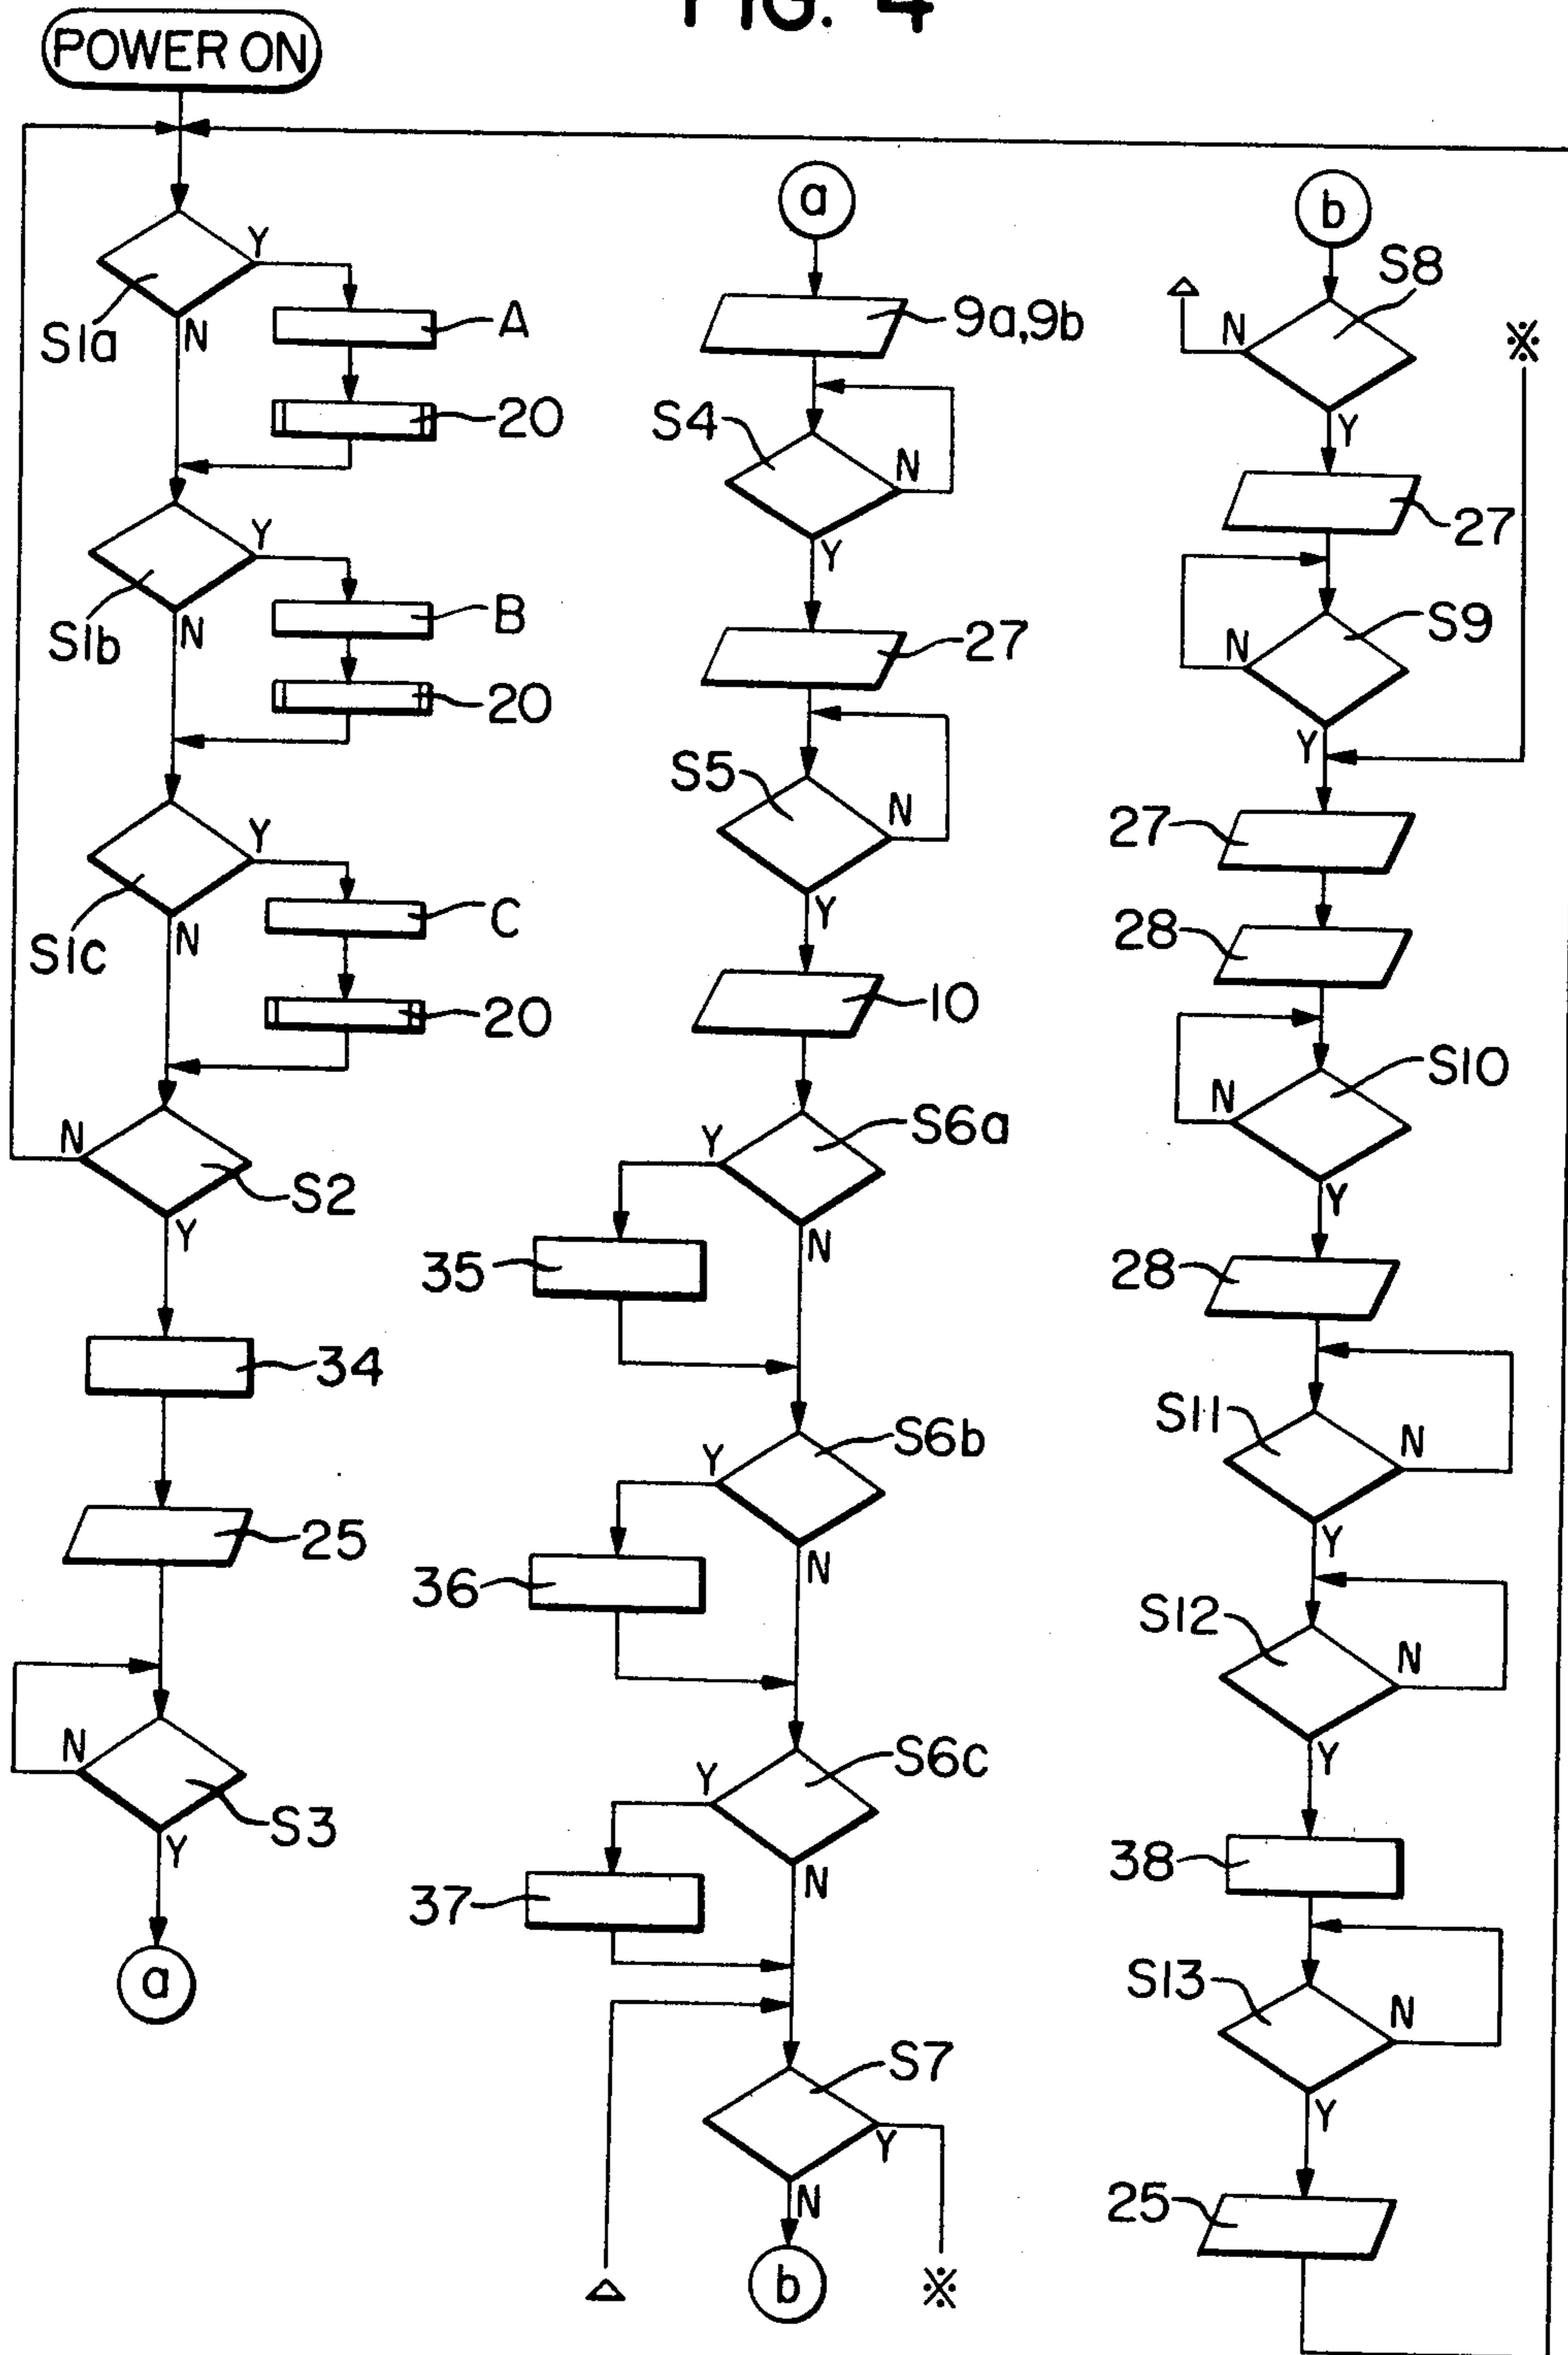 FIG. 4
POWER ON
Y
S1a
N
A
20
Y
S1b
N
B
20
Y
S1c
N
C
20
N
S2
Y
34
25
N
S3
Y
a
a
9a,9b
S4
N
Y
27
S5
N
Y
10
S6a
Y
N
35
S6b
Y
N
36
S6c
Y
N
37
S7
Y
N
△
b
※
b
S8
△
N
※
Y
27
S9
N
Y
27
28
S10
N
Y
28
S11
N
Y
S12
N
Y
38
S13
N
Y
25